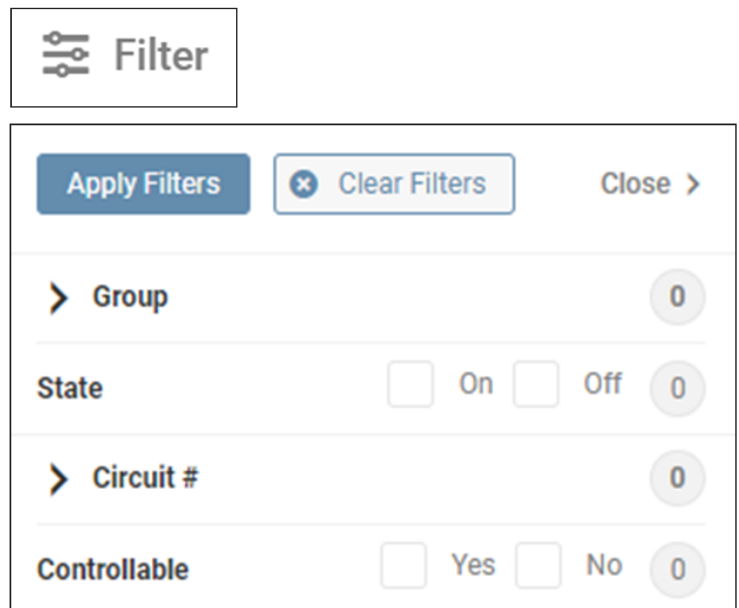 Filter
Apply Filters Clear Filters Close >
Group 0
State On Off 0
Circuit # 0
Controllable Yes No 0